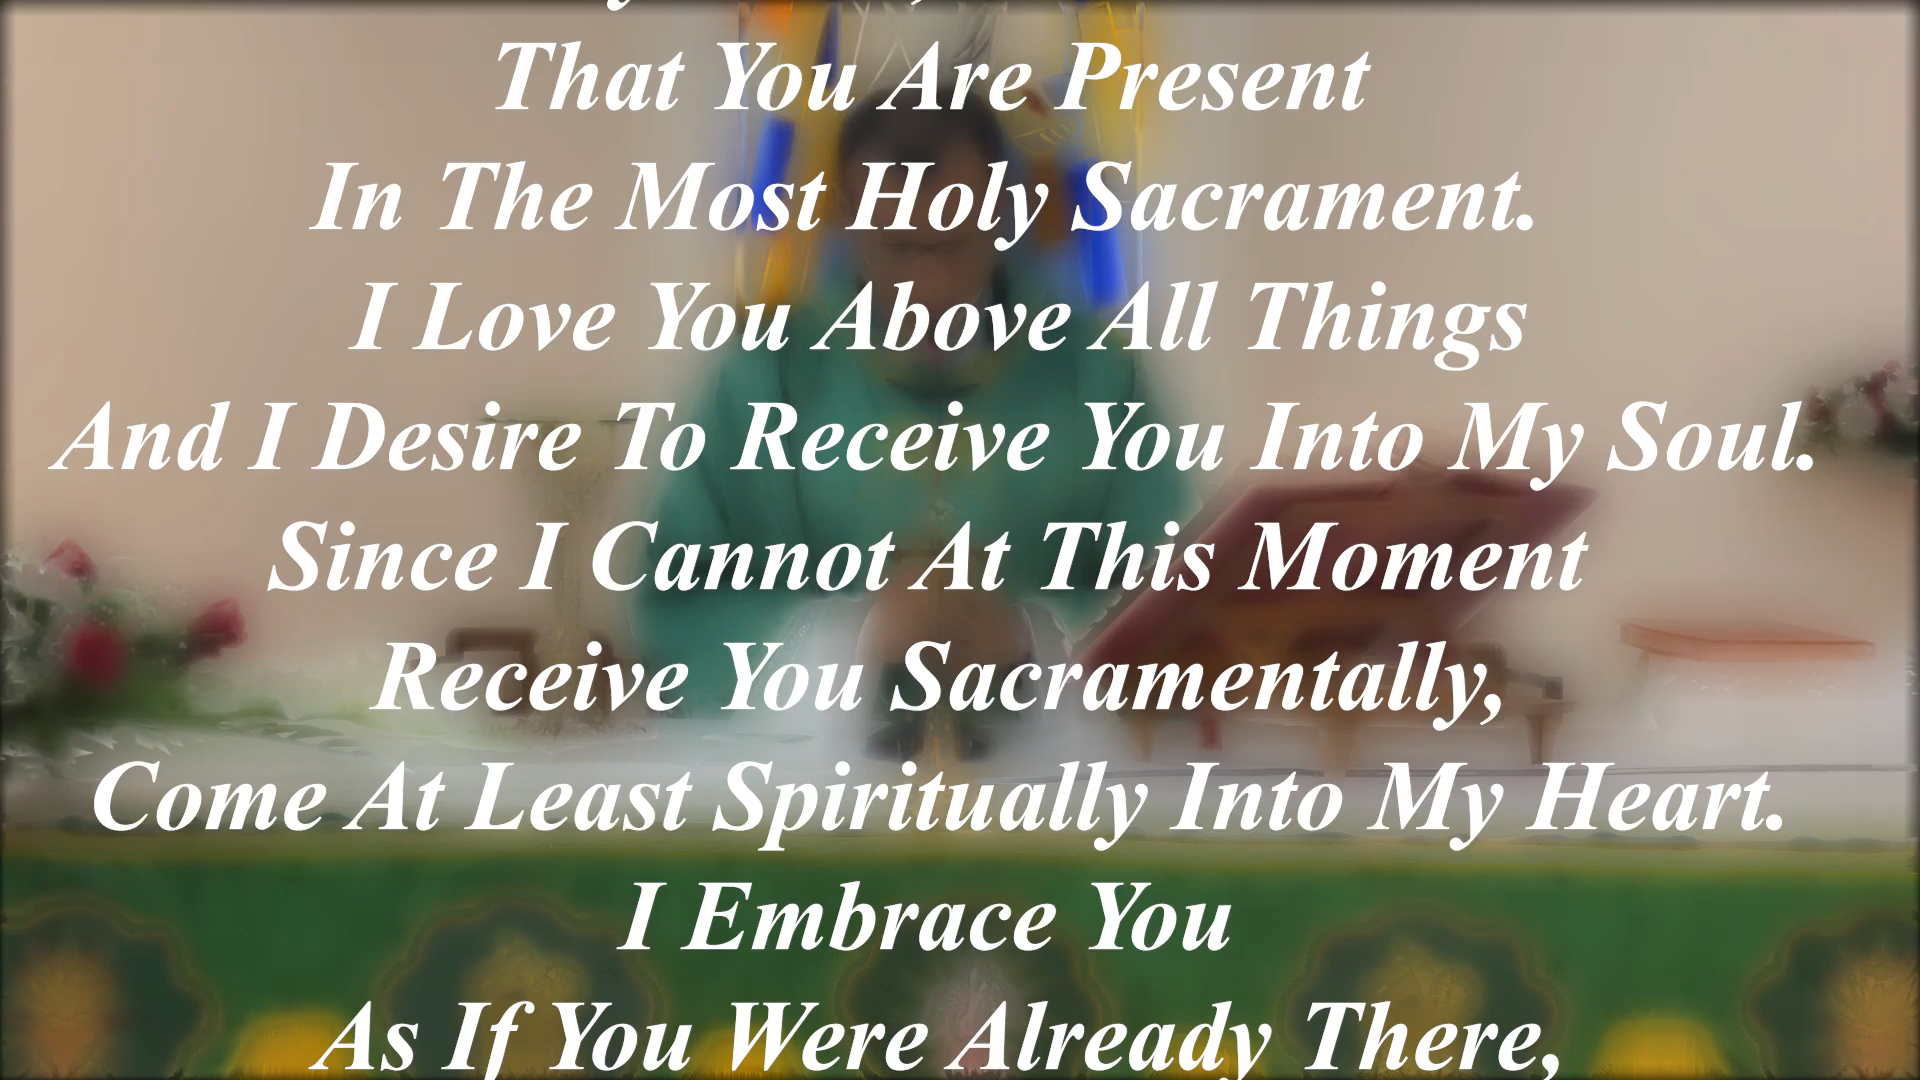 That You Are Present
In The Most Holy Sacrament.
I Love You Above All Things
And I Desire To Receive You Into My Soul.
Since I Cannot At This Moment
Receive You Sacramentally,
Come At Least Spiritually Into My Heart.
I Embrace You
As If You Were Already There,